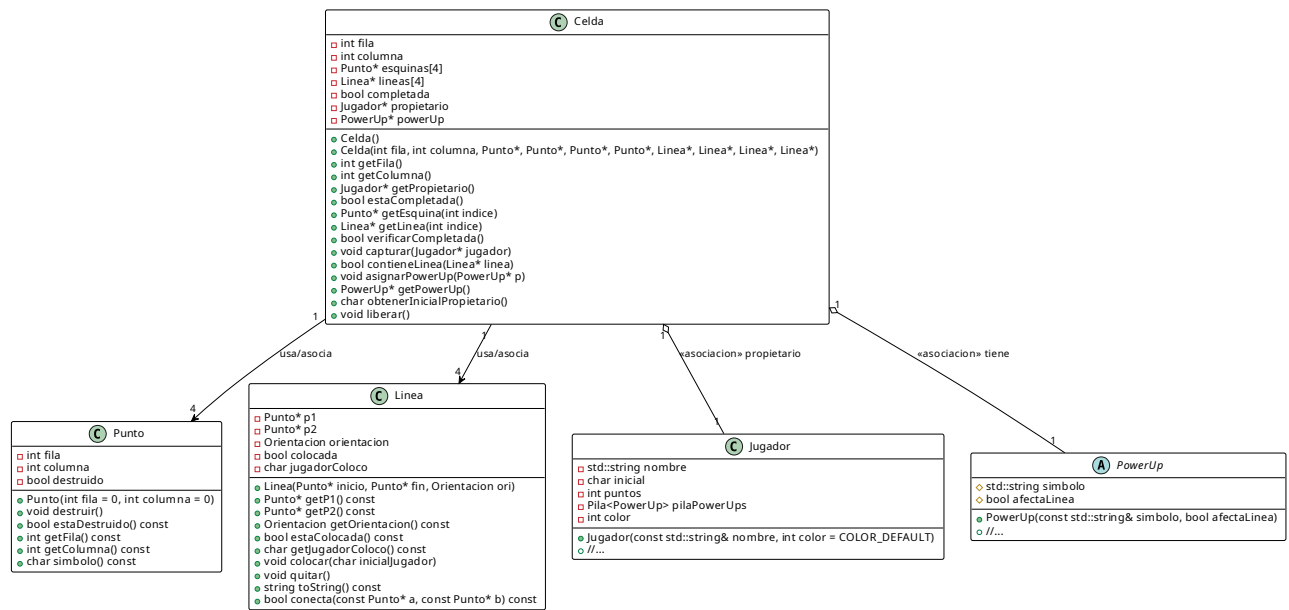 C Celda
int fila
int columna
Punto* esquinas[4]
Linea* lineas[4]
bool completada
Jugador* propietario
PowerUp* powerUp
Celda()
Celda(int fila, int columna, Punto*, Punto*, Punto*, Punto*, Linea*, Linea*, Linea*, Linea*)
int getFila()
int getColumna()
Jugador* getPropietario()
bool estaCompletada()
Punto* getEsquina(int indice)
Linea* getLinea(int indice)
bool verificarCompletada()
void capturar(Jugador* jugador)
bool contieneLinea(Linea* linea)
void asignarPowerUp(PowerUp* p)
PowerUp* getPowerUp()
char obtenerInicialPropietario()
void liberar()
1
usa/asocia
4
1
usa/asocia
4
1
«asociacion» propietario
1
1
«asociacion» tiene
1
C Punto
int fila
int columna
bool destruido
Punto(int fila = 0, int columna = 0)
void destruir()
bool estaDestruido() const
int getFila() const
int getColumna() const
char simbolo() const
C Linea
Punto* p1
Punto* p2
Orientacion orientacion
bool colocada
char jugadorColoco
Linea(Punto* inicio, Punto* fin, Orientacion ori)
Punto* getP1() const
Punto* getP2() const
Orientacion getOrientacion() const
bool estaColocada() const
char getJugadorColoco() const
void colocar(char inicialJugador)
void quitar()
string toString() const
bool conecta(const Punto* a, const Punto* b) const
C Jugador
std::string nombre
char inicial
int puntos
Pila<PowerUp> pilaPowerUps
int color
Jugador(const std::string& nombre, int color = COLOR_DEFAULT)
//...
A PowerUp
std::string simbolo
bool afectaLinea
PowerUp(const std::string& simbolo, bool afectaLinea)
//...